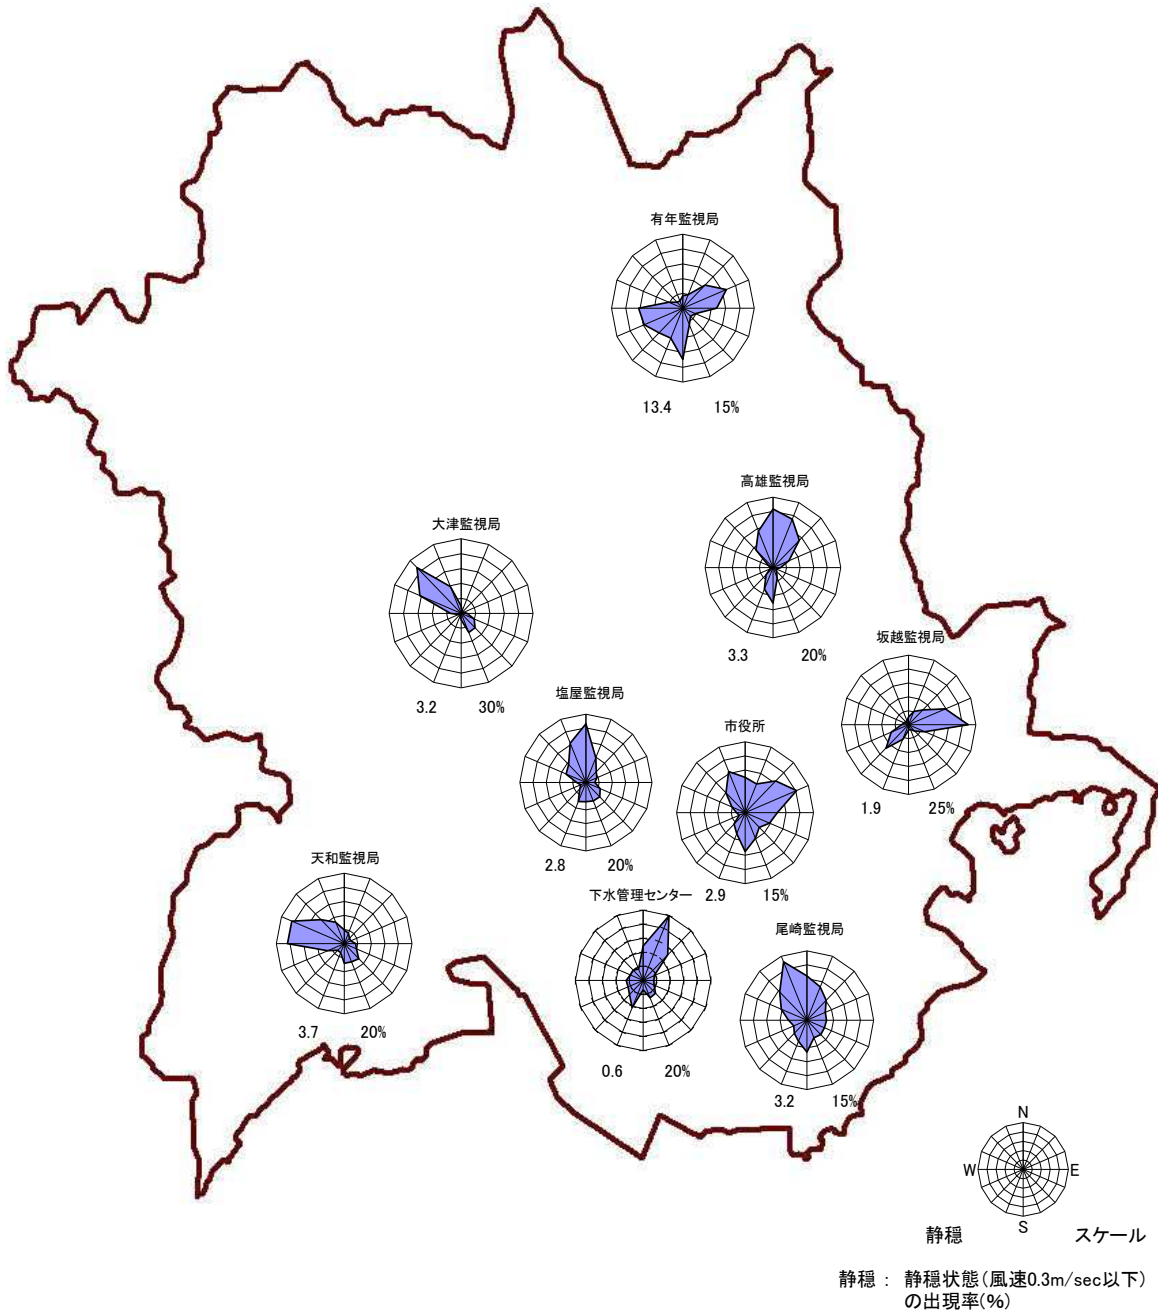 有年監視局
13.4 15%
高雄監視局
3.3 20%
大津監視局
3.2 30%
坂越監視局
1.9 25%
塩屋監視局
2.8 20%
市役所
2.9 15%
天和監視局
3.7 20%
下水管理センター
0.6 20%
尾崎監視局
3.2 15%
N
W E
S
静穏 スケール
静穏 : 静穏状態(風速0.3m/sec以下)
の出現率(%)